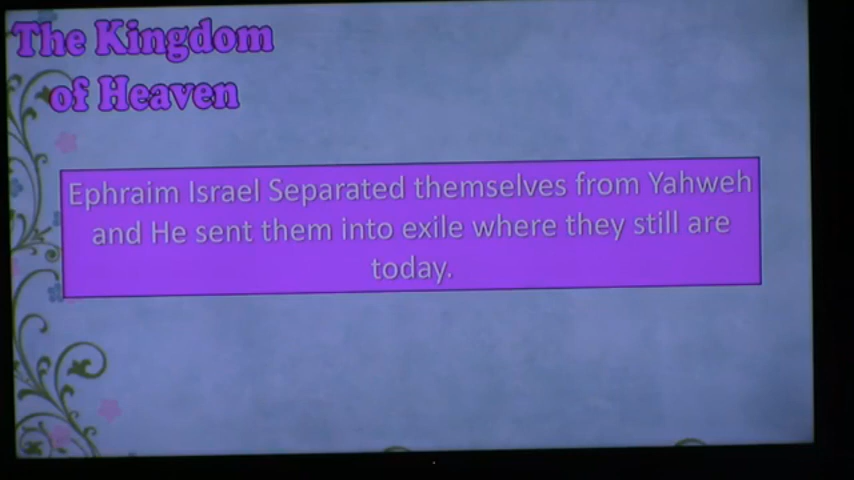 The Kingdom
of Heaven
Ephraim Israel Separated themselves from Yahweh
and He sent them into exile where they still are
today.